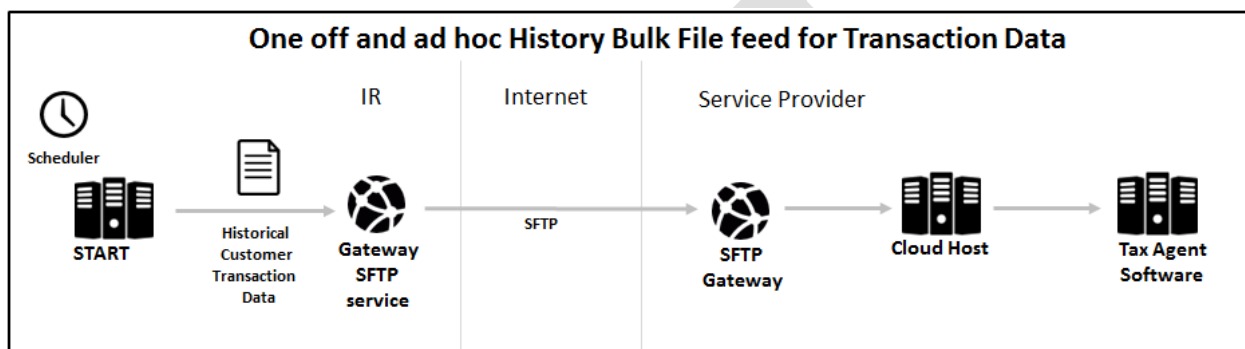 One off and ad hoc History Bulk File feed for Transaction Data
IR
Internet
Service Provider
Scheduler
START
Historical
Customer
Transaction
Data
Gateway
SFTP
service
SFTP
SFTP
Gateway
Cloud Host
Tax Agent
Software